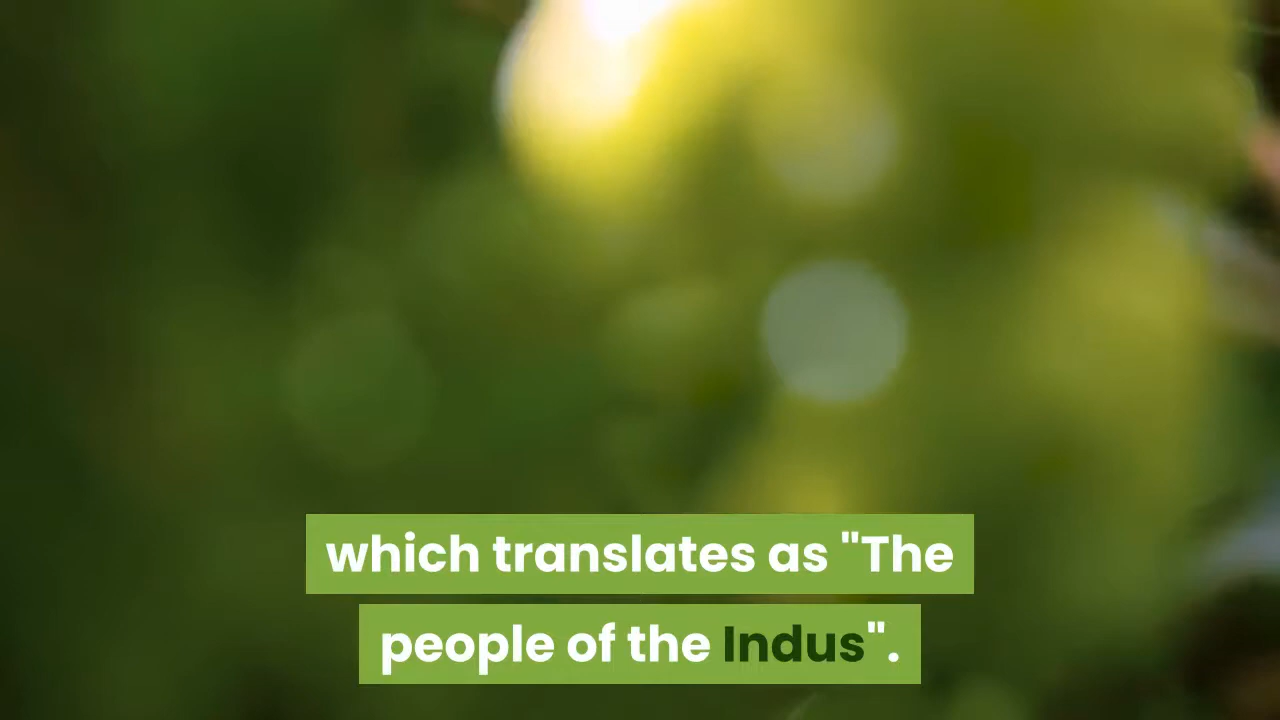 which translates as "The
people of the Indus".